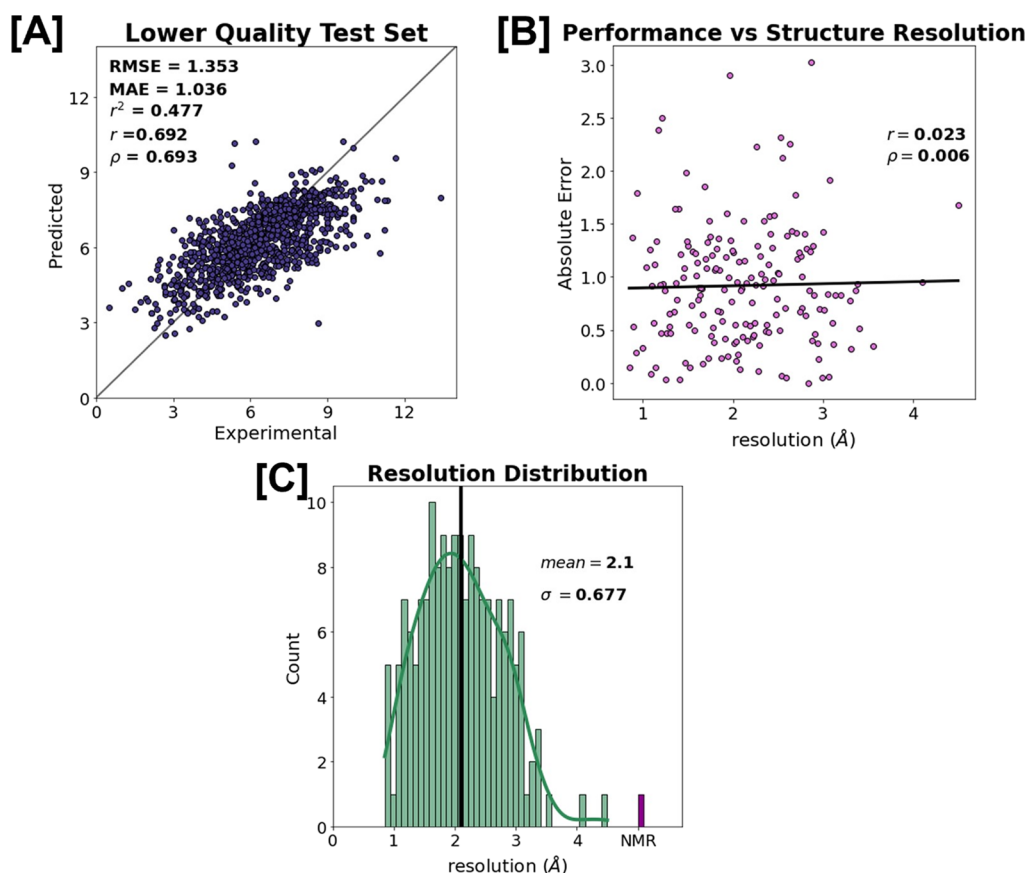 [A]
Lower Quality Test Set
RMSE = 1.353
MAE = 1.036
r² = 0.477
r =0.692
ρ = 0.693
12
9
6
3
0
0 3 6 9 12
Predicted
Experimental
[B]
Performance vs Structure Resolution
r = 0.023
ρ = 0.006
3.0
2.5
2.0
1.5
1.0
0.5
0.0
1 2 3 4
Absolute Error
resolution (Å)
[C]
Resolution Distribution
mean = 2.1
σ = 0.677
10
8
6
4
2
0
0 1 2 3 4 NMR
Count
resolution (Å)